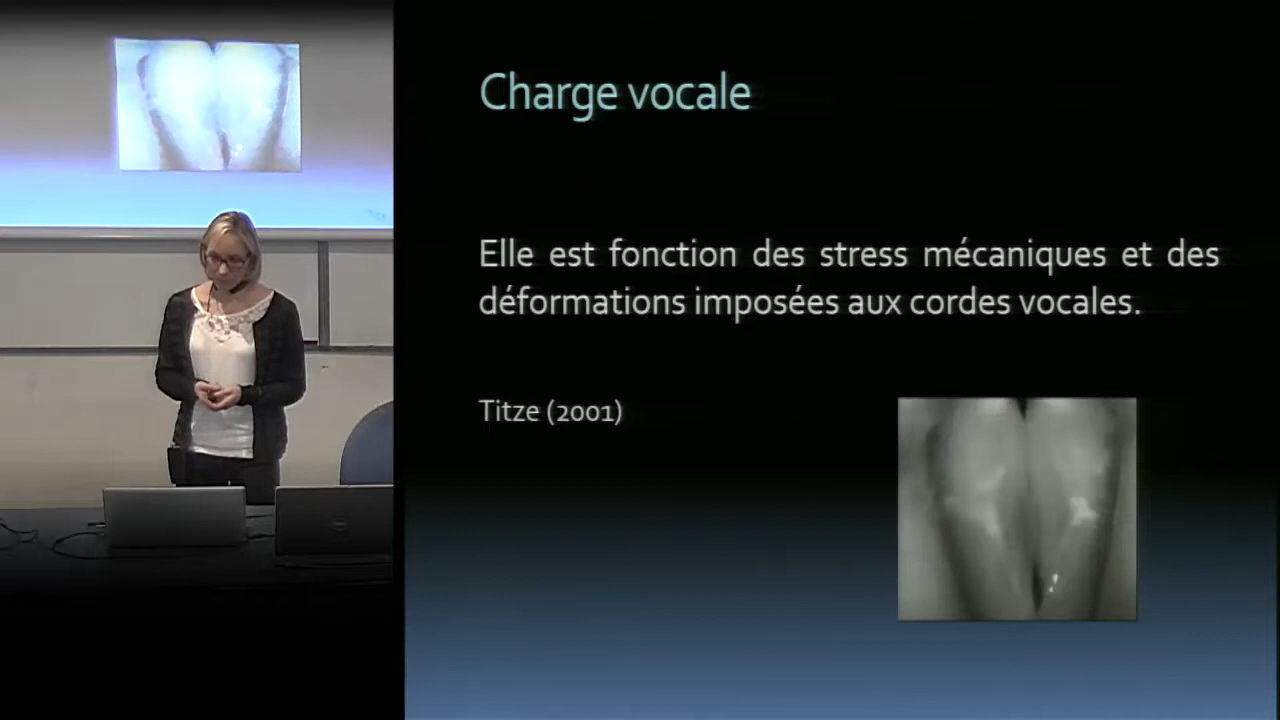 Charge vocale
Elle est fonction des stress mécaniques et des
déformations imposées aux cordes vocales.
Titze (2001)